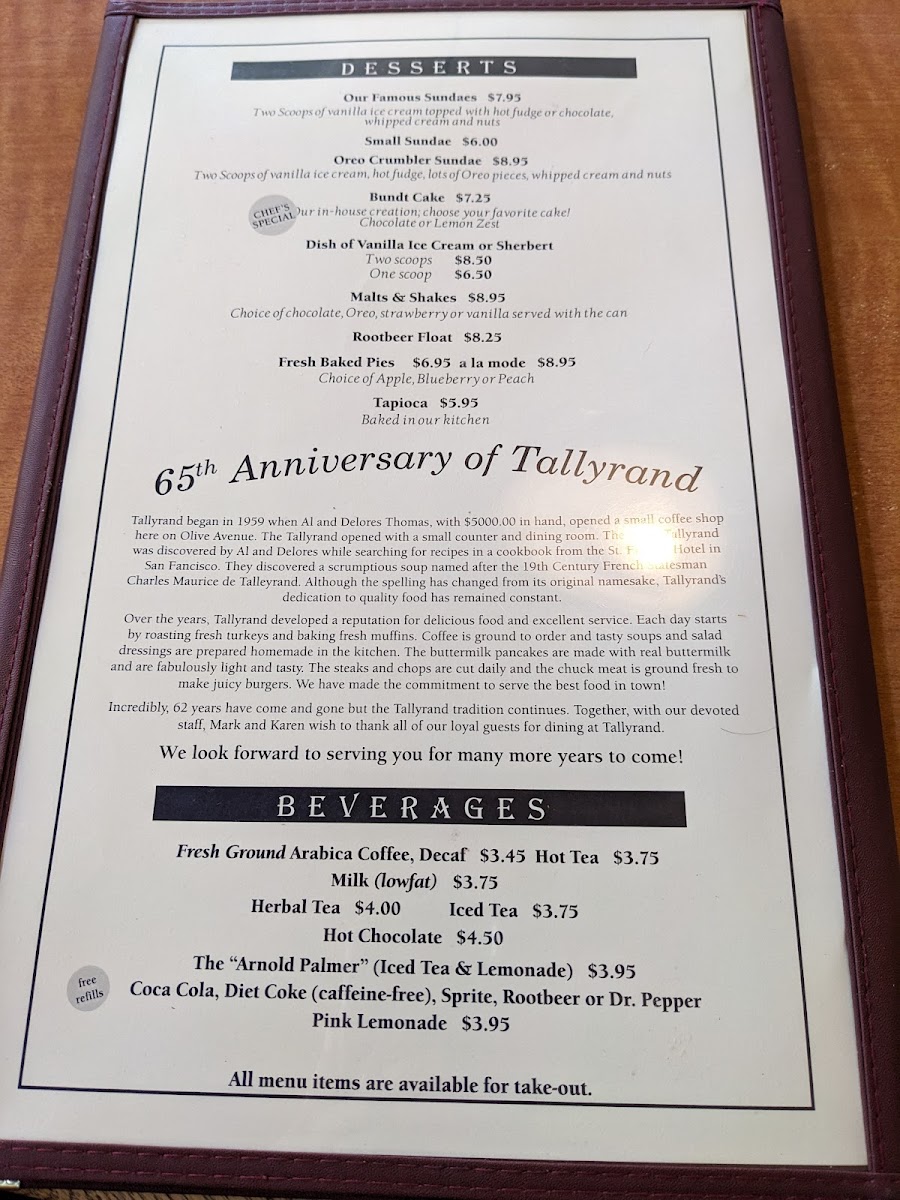 DESSERTS
Our Famous Sundaes $7.95
Two Scoops of vanilla ice cream topped with hot fudge or chocolate,
whipped cream and nuts
Small Sundae $6.00
Oreo Crumbler Sundae $8.95
Two Scoops of vanilla ice cream, hot fudge, lots of Oreo pieces, whipped cream and nuts
Bundt Cake $7.25
CHEF'S
SPECIAL
ur in-house creation; choose your favorite cake!
Chocolate or Lemon Zest
Dish of Vanilla Ice Cream or Sherbert
Two scoops $8.50
One scoop $6.50
Malts & Shakes $8.95
Choice of chocolate, Oreo, strawberry or vanilla served with the can
Rootbeer Float $8.25
Fresh Baked Pies $6.95 a la mode $8.95
Choice of Apple, Blueberry or Peach
Tapioca $5.95
Baked in our kitchen
65th Anniversary of Tallyrand
Tallyrand began in 1959 when Al and Delores Thomas, with $5000.00 in hand, opened a small coffee shop
here on Olive Avenue. The Tallyrand opened with a small counter and dining room. The Tallyrand
was discovered by Al and Delores while searching for recipes in a cookbook from the St. Hotel in
San Fancisco. They discovered a scrumptious soup named after the 19th Century French Statesman
Charles Maurice de Talleyrand. Although the spelling has changed from its original namesake, Tallyrand's
dedication to quality food has remained constant.
Over the years, Tallyrand developed a reputation for delicious food and excellent service. Each day starts
by roasting fresh turkeys and baking fresh muffins. Coffee is ground to order and tasty soups and salad
dressings are prepared homemade in the kitchen. The buttermilk pancakes are made with real buttermilk
and are fabulously light and tasty. The steaks and chops are cut daily and the chuck meat is ground fresh to
make juicy burgers. We have made the commitment to serve the best food in town!
Incredibly, 62 years have come and gone but the Tallyrand tradition continues. Together, with our devoted
staff, Mark and Karen wish to thank all of our loyal guests for dining at Tallyrand.
We look forward to serving you for many more years to come!
BEVERAGES
Fresh Ground Arabica Coffee, Decaf $3.45 Hot Tea $3.75
Milk (lowfat) $3.75
Herbal Tea $4.00 Iced Tea $3.75
Hot Chocolate $4.50
The “Arnold Palmer” (Iced Tea & Lemonade) $3.95
free
refills
Coca Cola, Diet Coke (caffeine-free), Sprite, Rootbeer or Dr. Pepper
Pink Lemonade $3.95
All menu items are available for take-out.